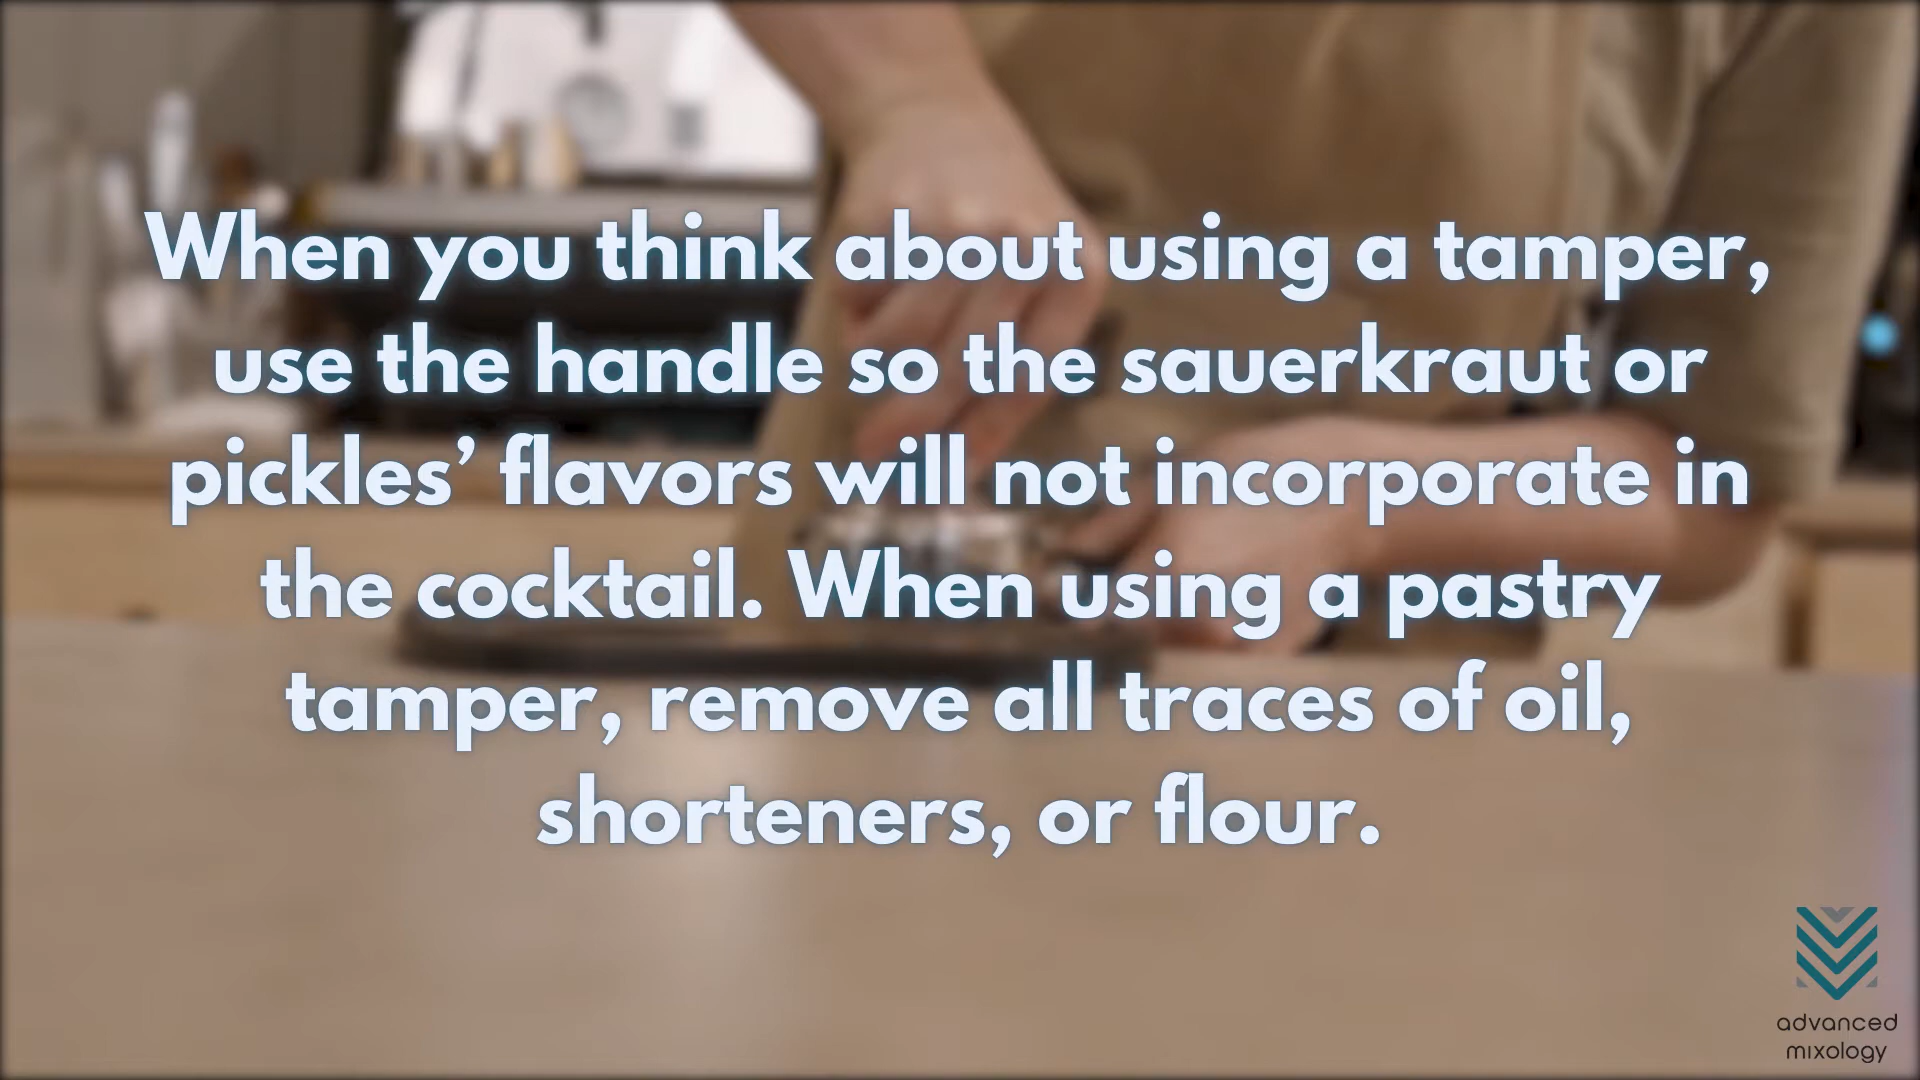 When you think about using a tamper,
use the handle so the sauerkraut or
pickles’ flavors will not incorporate in
the cocktail. When using a pastry
tamper, remove all traces of oil,
shorteners, or flour.
advanced
mixology